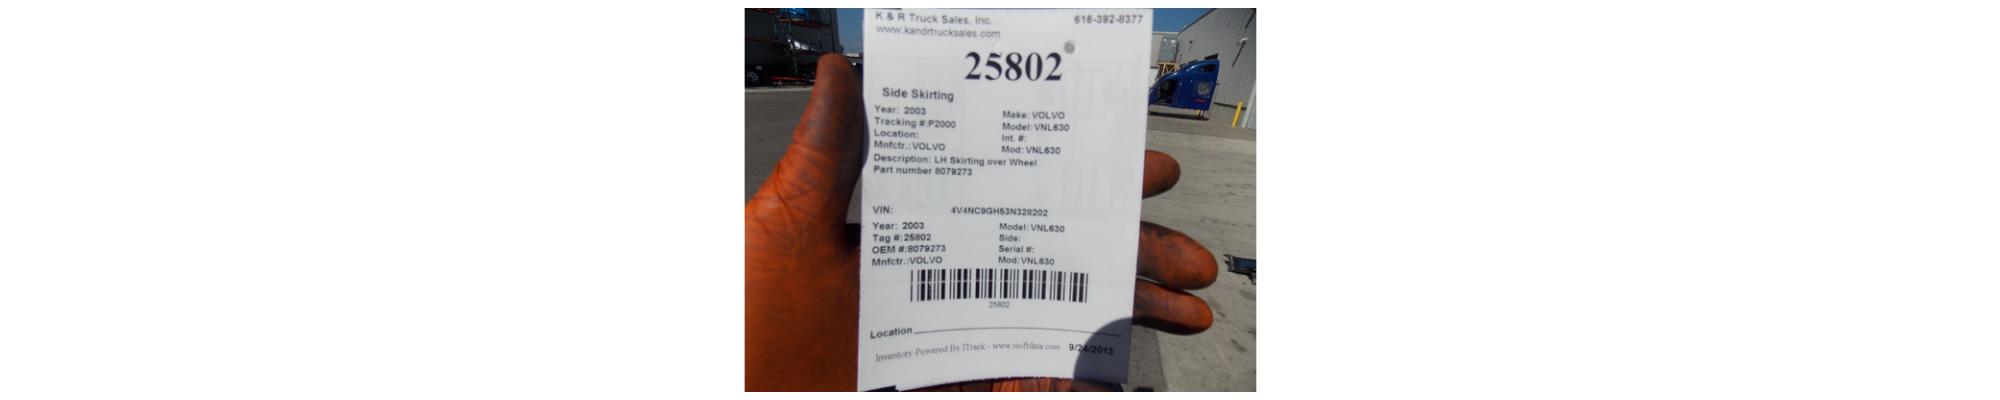 K & R Truck Sales, Inc. 616-392-8377
www.kandrtrucksales.com
25802
Side Skirting
Year: 2003 Make: VOLVO
Tracking #:P2000 Model: VNL630
Location: Int. #:
Mnfctr.: VOLVO Mod: VNL630
Description: LH Skirting over Wheel
Part number 8079273
VIN: 4V4NC9GH53N328202
Year: 2003 Model: VNL630
Tag #: 25802 Side:
OEM #:8079273 Serial #:
Mnfctr.:VOLVO Mod: VNL630
25802
Location
Inventory Powered By ITrack - www.isoftdata.com 9/24/2013